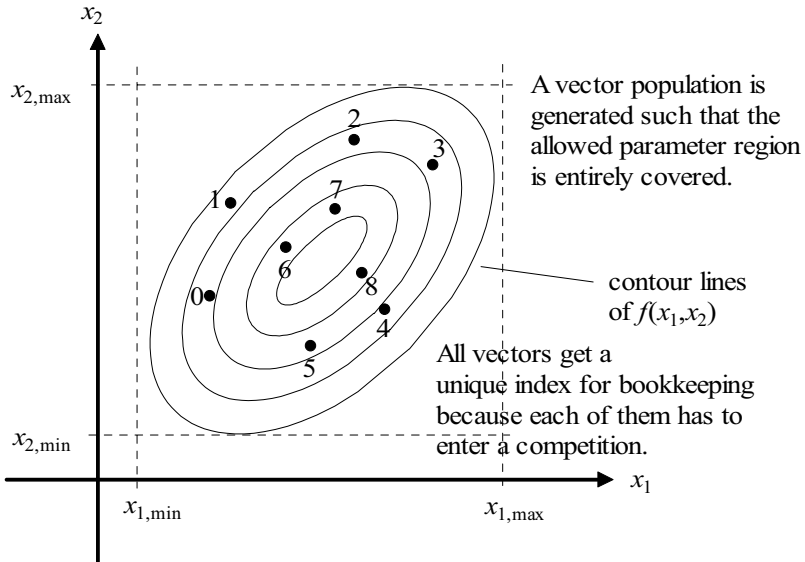 x2
x2,max
A vector population is
generated such that the
allowed parameter region
is entirely covered.
2
3
1
7
6
0
8
4
5
contour lines
of f(x1,x2)
All vectors get a
unique index for bookkeeping
because each of them has to
enter a competition.
x2,min
x1
x1,min
x1,max